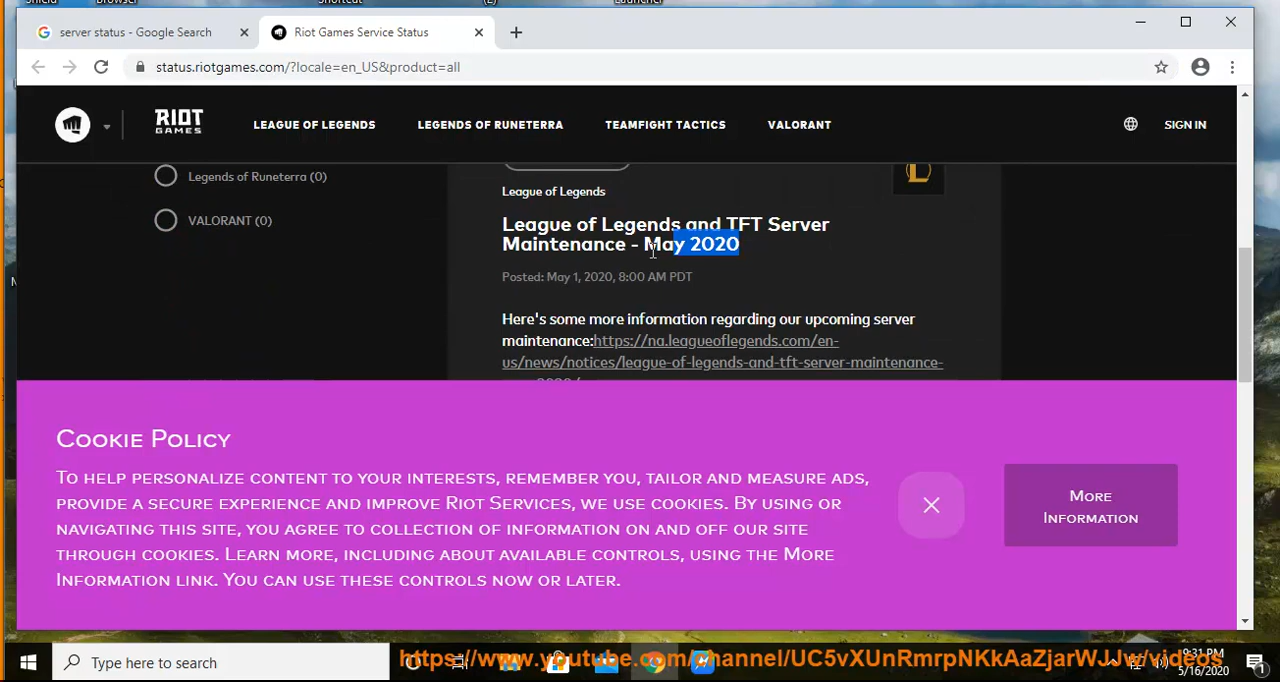 Shield Browser Shortcut (2) Launcher
server status - Google Search
Riot Games Service Status
status.riotgames.com/?locale=en_US&product=all
RIOT GAMES
LEAGUE OF LEGENDS
LEGENDS OF RUNETERRA
TEAMFIGHT TACTICS
VALORANT
SIGN IN
Legends of Runeterra (0)
VALORANT (0)
League of Legends
League of Legends and TFT Server
Maintenance - May 2020
Posted: May 1, 2020, 8:00 AM PDT
Here's some more information regarding our upcoming server
maintenance:https://na.leagueoflegends.com/en-
us/news/notices/league-of-legends-and-tft-server-maintenance-
COOKIE POLICY
TO HELP PERSONALIZE CONTENT TO YOUR INTERESTS, REMEMBER YOU, TAILOR AND MEASURE ADS,
PROVIDE A SECURE EXPERIENCE AND IMPROVE RIOT SERVICES, WE USE COOKIES. BY USING OR
NAVIGATING THIS SITE, YOU AGREE TO COLLECTION OF INFORMATION ON AND OFF OUR SITE
THROUGH COOKIES. LEARN MORE, INCLUDING ABOUT AVAILABLE CONTROLS, USING THE MORE
INFORMATION LINK. YOU CAN USE THESE CONTROLS NOW OR LATER.
MORE
INFORMATION
Type here to search
https://www.youtube.com/channel/UC5vXUnRmrpNKkAaZjarWJJw/videos
9:31 PM
5/16/2020